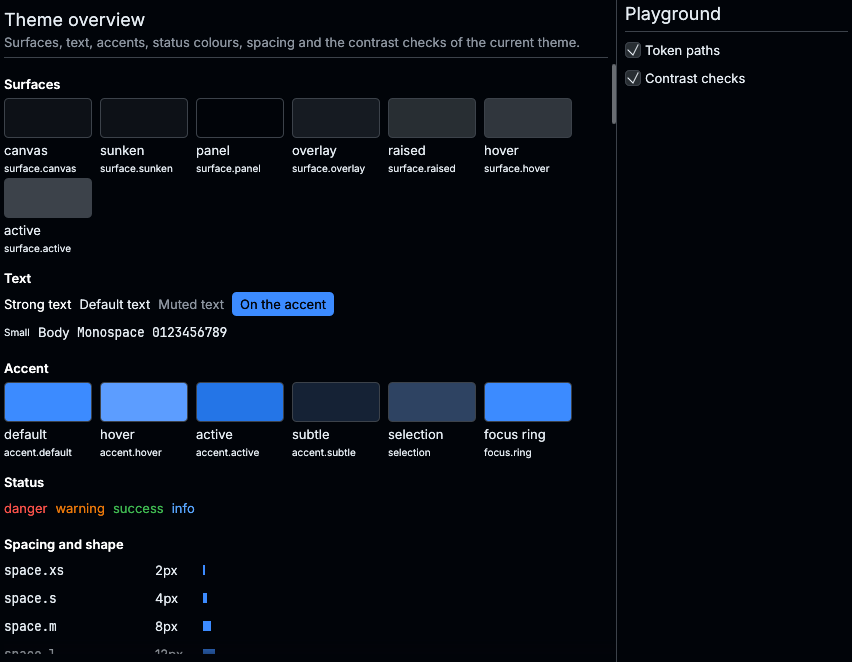 Theme overview
Surfaces, text, accents, status colours, spacing and the contrast checks of the current theme.
Surfaces
canvas sunken panel overlay raised hover
surface.canvas surface.sunken surface.panel surface.overlay surface.raised surface.hover
active
surface.active
Text
Strong text Default text Muted text On the accent
Small Body Monospace 0123456789
Accent
default hover active subtle selection focus ring
accent.default accent.hover accent.active accent.subtle selection focus.ring
Status
danger warning success info
Spacing and shape
space.xs 2px
space.s 4px
space.m 8px
space.l 12px
Playground
Token paths
Contrast checks